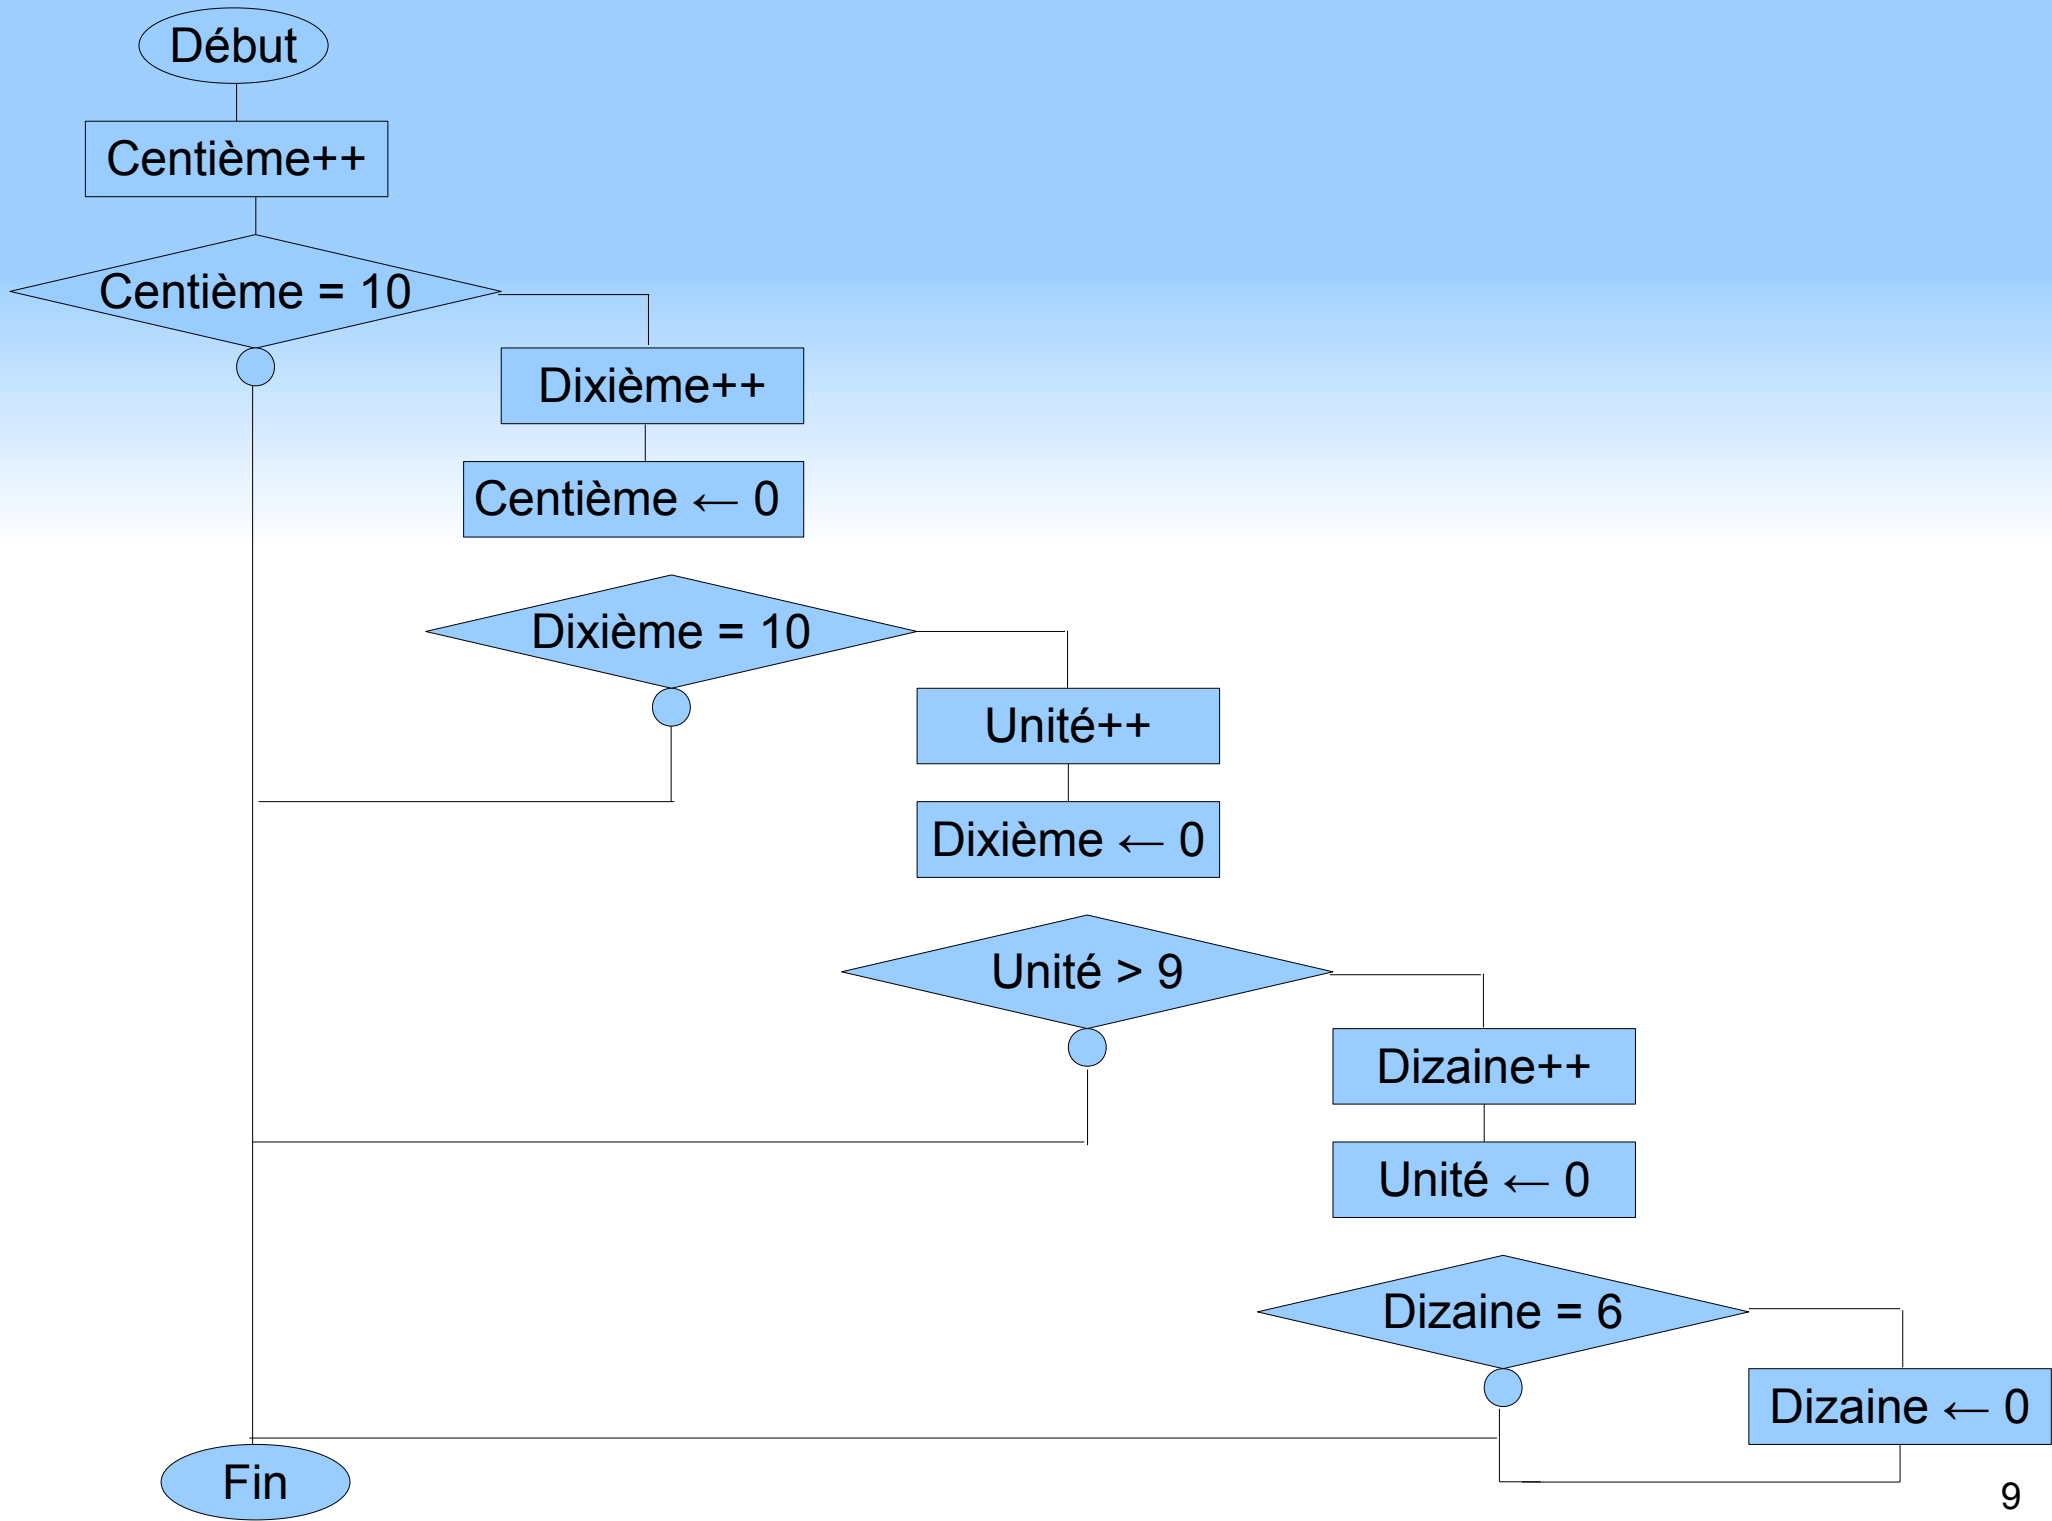 Début
Centième++
Centième = 10
Dixième++
Centième ← 0
Dixième = 10
Unité++
Dixième ← 0
Unité > 9
Dizaine++
Unité ← 0
Dizaine = 6
Dizaine ← 0
Fin
9